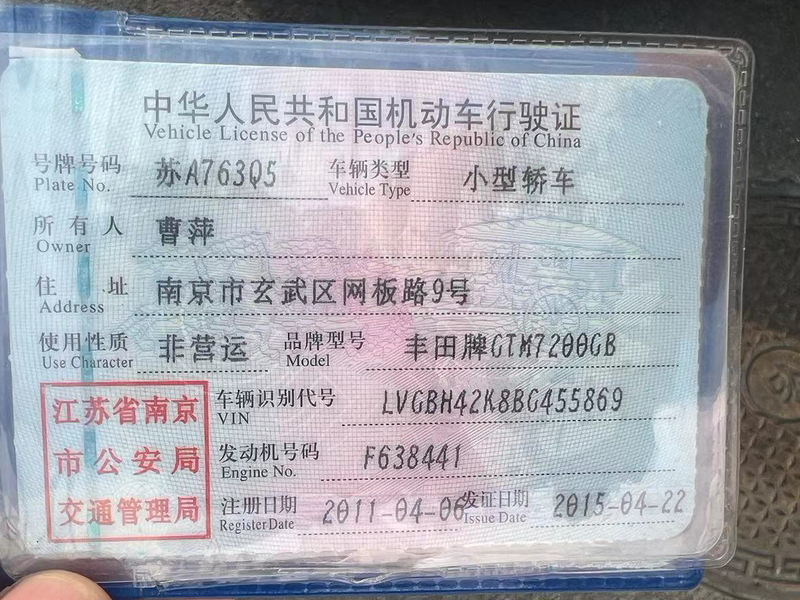 中华人民共和国机动车行驶证
Vehicle License of the People's Republic of China
号牌号码 苏A763Q5 车辆类型 小型轿车
Plate No. Vehicle Type
所有人 曹萍
Owner
住址 南京市玄武区网板路9号
Address
使用性质 非营运 品牌型号 丰田牌GTM7200GB
Use Character Model
江苏省南京
市公安局
交通管理局
车辆识别代号 LVGBH42K8BG455869
VIN
发动机号码 F638441
Engine No.
注册日期 2011-04-06 发证日期 2015-04-22
Register Date Issue Date